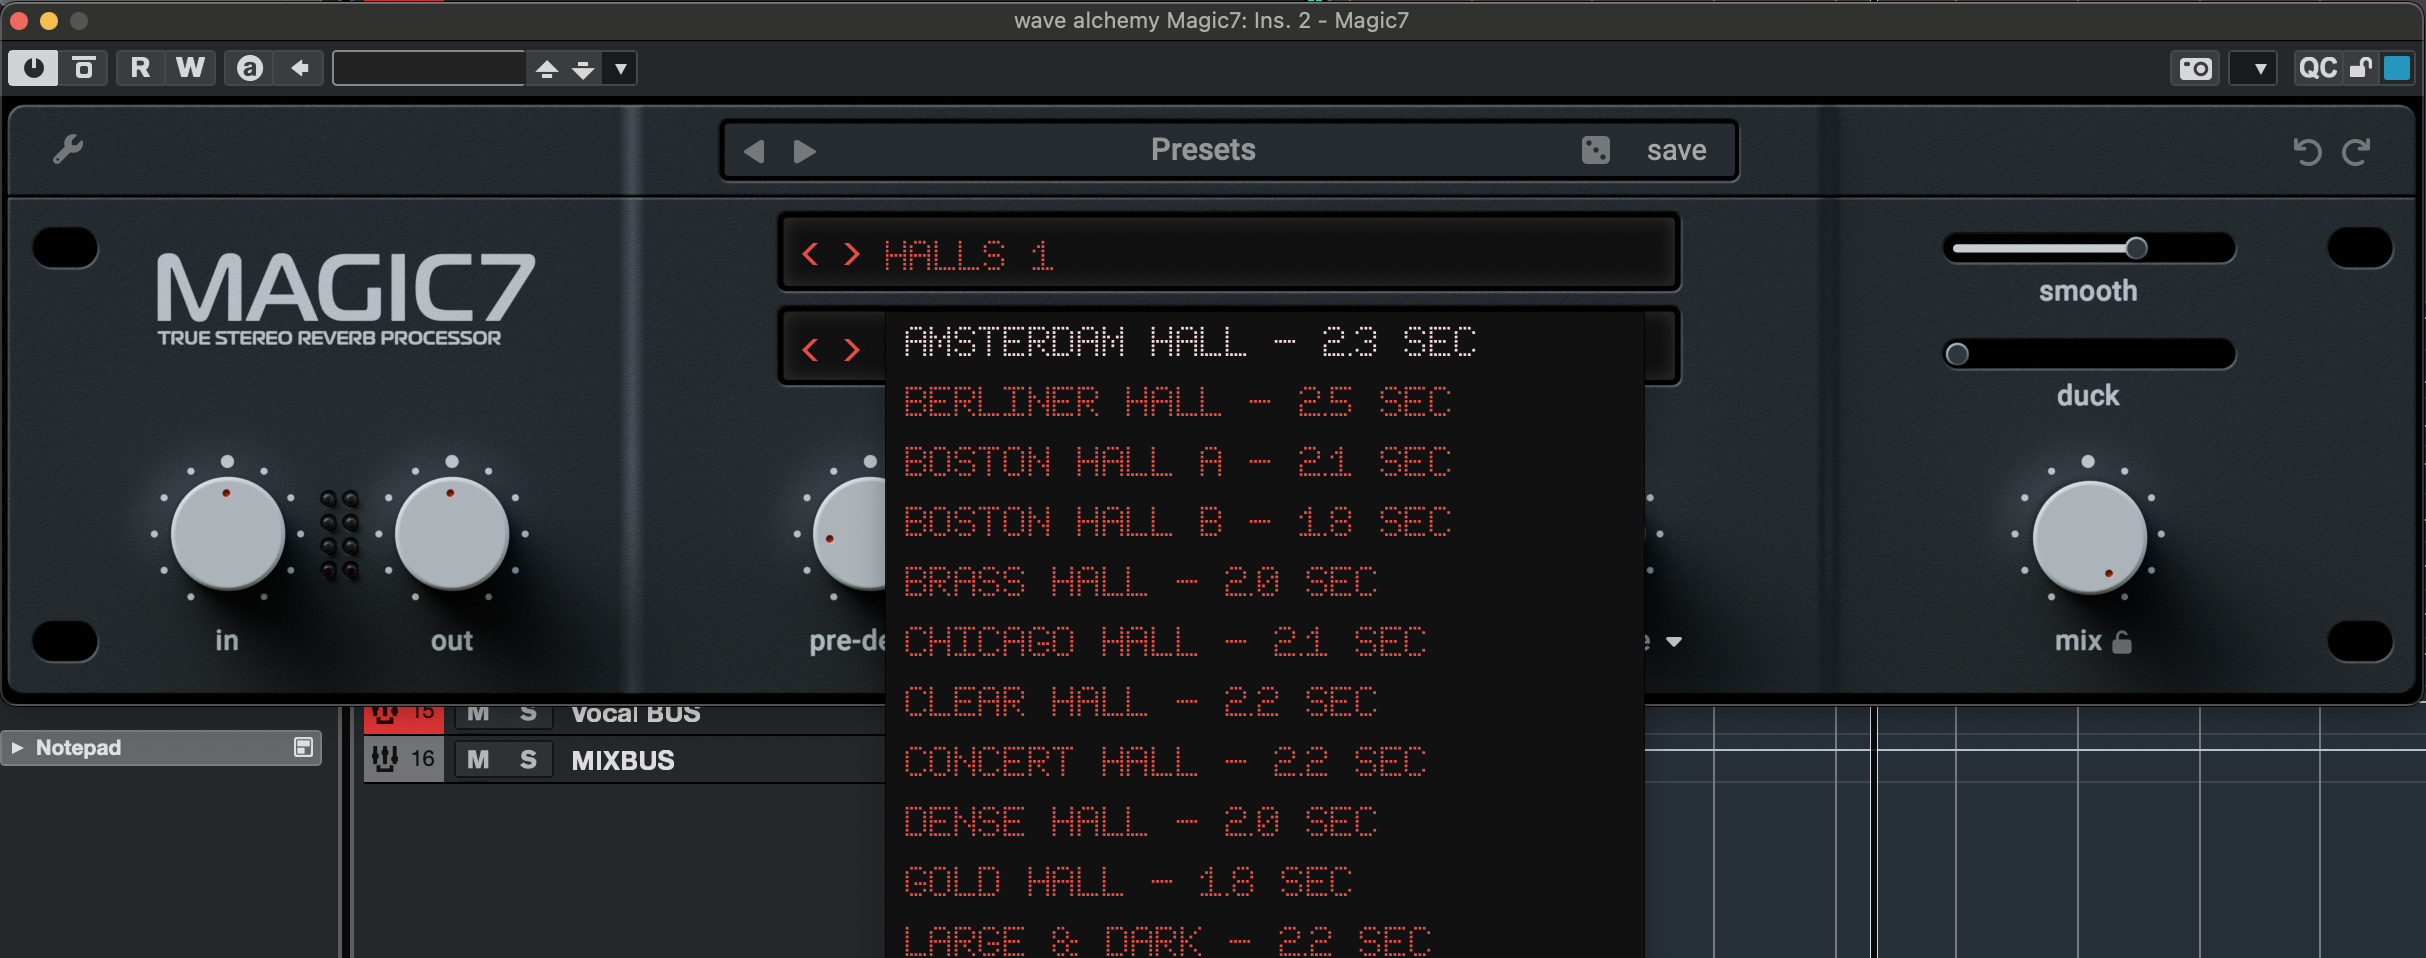 wave alchemy Magic7: Ins. 2 - Magic7
R W a QC
Presets save
MAGIC7
TRUE STEREO REVERB PROCESSOR
HALLS 1
AMSTERDAM HALL - 2.3 SEC
BERLINER HALL - 2.5 SEC
BOSTON HALL A - 2.1 SEC
BOSTON HALL B - 1.8 SEC
BRASS HALL - 2.0 SEC
CHICAGO HALL - 2.1 SEC
CLEAR HALL - 2.2 SEC
CONCERT HALL - 2.2 SEC
DENSE HALL - 2.0 SEC
GOLD HALL - 1.8 SEC
LARGE & DARK - 2.2 SEC
smooth
duck
in out pre-de e mix
15 M S Vocal BUS
Notepad
16 M S MIXBUS